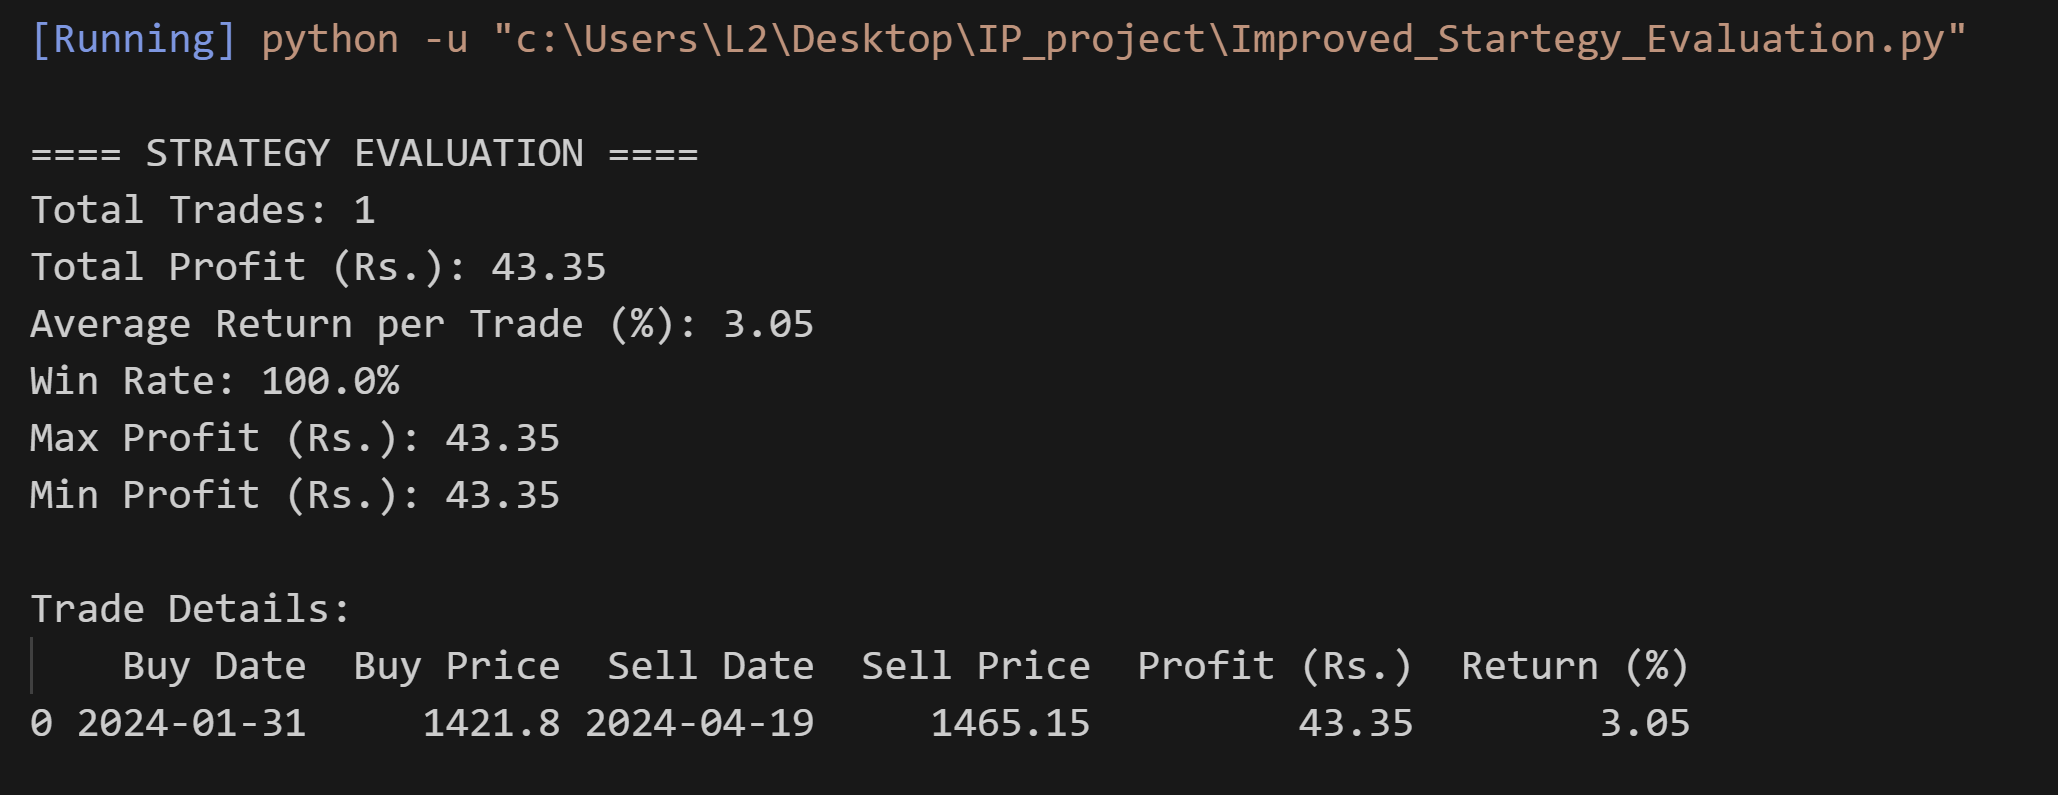 [Running] python -u "c:\Users\L2\Desktop\IP_project\Improved_Startegy_Evaluation.py"
==== STRATEGY EVALUATION ====
Total Trades: 1
Total Profit (Rs.): 43.35
Average Return per Trade (%): 3.05
Win Rate: 100.0%
Max Profit (Rs.): 43.35
Min Profit (Rs.): 43.35
Trade Details:
Buy Date  Buy Price  Sell Date  Sell Price  Profit (Rs.)  Return (%)
0 2024-01-31     1421.8 2024-04-19     1465.15         43.35        3.05